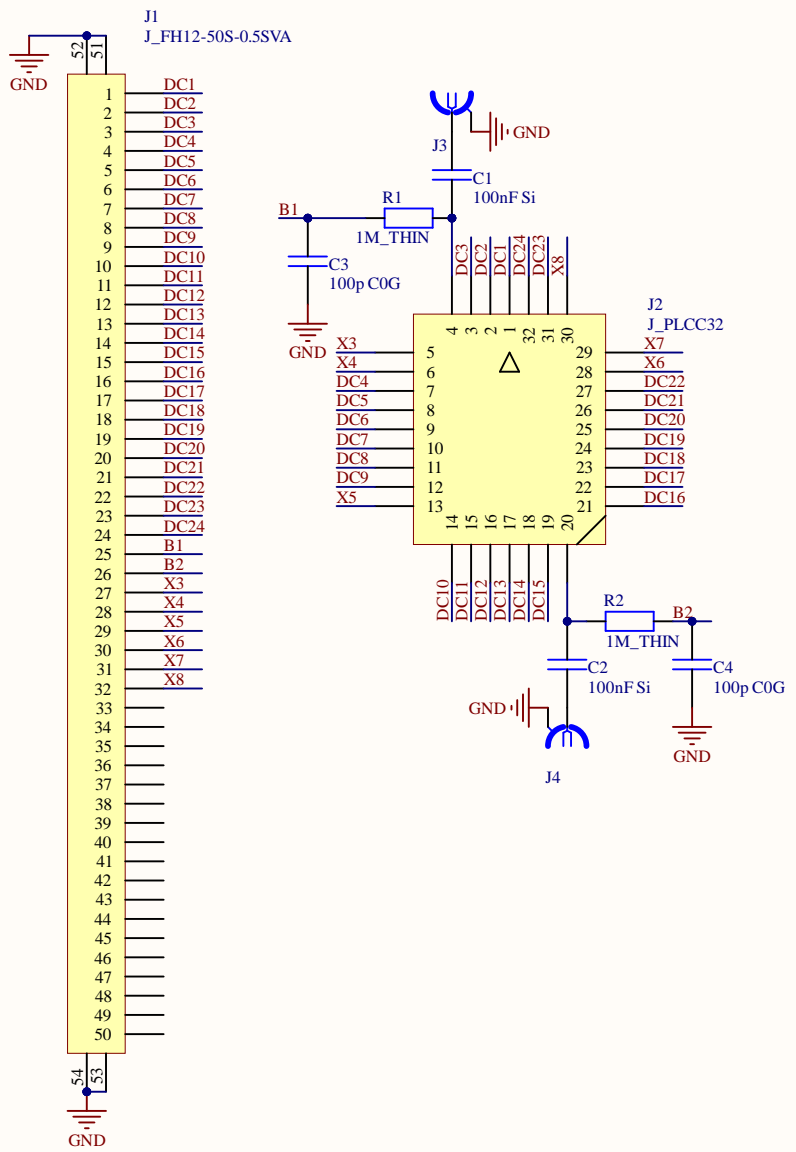 J1
J_FH12-50S-0.5SVA
52
51
GND
1 DC1
2 DC2
3 DC3
4 DC4
5 DC5
6 DC6
7 DC7
8 DC8
9 DC9
10 DC10
11 DC11
12 DC12
13 DC13
14 DC14
15 DC15
16 DC16
17 DC17
18 DC18
19 DC19
20 DC20
21 DC21
22 DC22
23 DC23
24 DC24
25 B1
26 B2
27 X3
28 X4
29 X5
30 X6
31 X7
32 X8
33
34
35
36
37
38
39
40
41
42
43
44
45
46
47
48
49
50
54
53
GND
GND
J3
C1
100nF Si
B1
R1
1M_THIN
C3
100p C0G
GND
DC3
DC2
DC1
DC24
DC23
X8
J2
J_PLCC32
4
3
2
1
32
31
30
X3 5
X4 6
DC4 7
DC5 8
DC6 9
DC7 10
DC8 11
DC9 12
X5 13
29 X7
28 X6
27 DC22
26 DC21
25 DC20
24 DC19
23 DC18
22 DC17
21 DC16
14
15
16
17
18
19
20
DC10
DC11
DC12
DC13
DC14
DC15
R2
1M_THIN
B2
C2
100nF Si
C4
100p C0G
GND
GND
J4